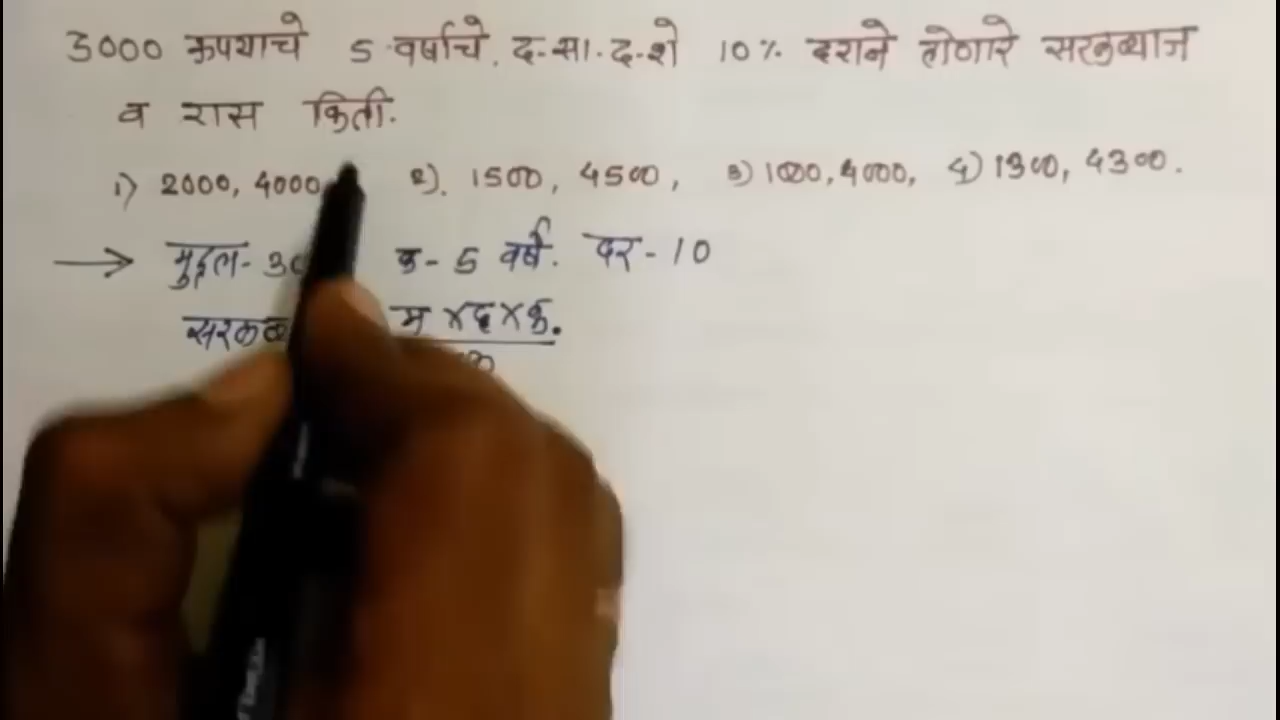 3000 रुपयाचे 5 वर्षाचे. द.सा.द.शे 10% दराने होणारे सरळव्याज
व रास किती.
1) 2000, 4000, 2). 1500, 4500, 3) 1000, 4000, 4) 1300, 4300.
→ मुद्दल- क- 5 वर्षे. दर - 10
म x द x क.